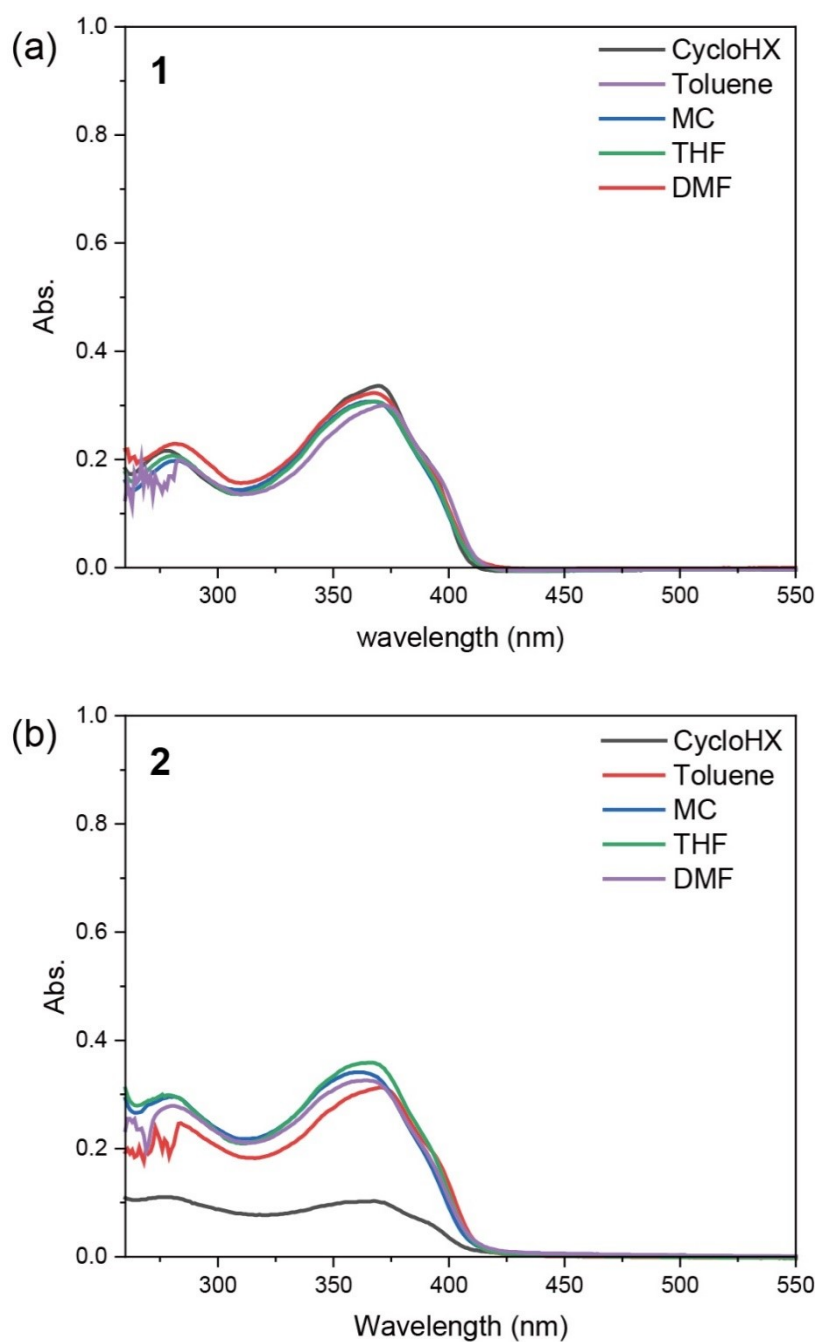 (a)
1
CycloHX
Toluene
MC
THF
DMF
1.0
0.8
0.6
0.4
0.2
0.0
Abs.
300
350
400
450
500
550
wavelength (nm)
(b)
2
CycloHX
Toluene
MC
THF
DMF
1.0
0.8
0.6
0.4
0.2
0.0
Abs.
300
350
400
450
500
550
Wavelength (nm)